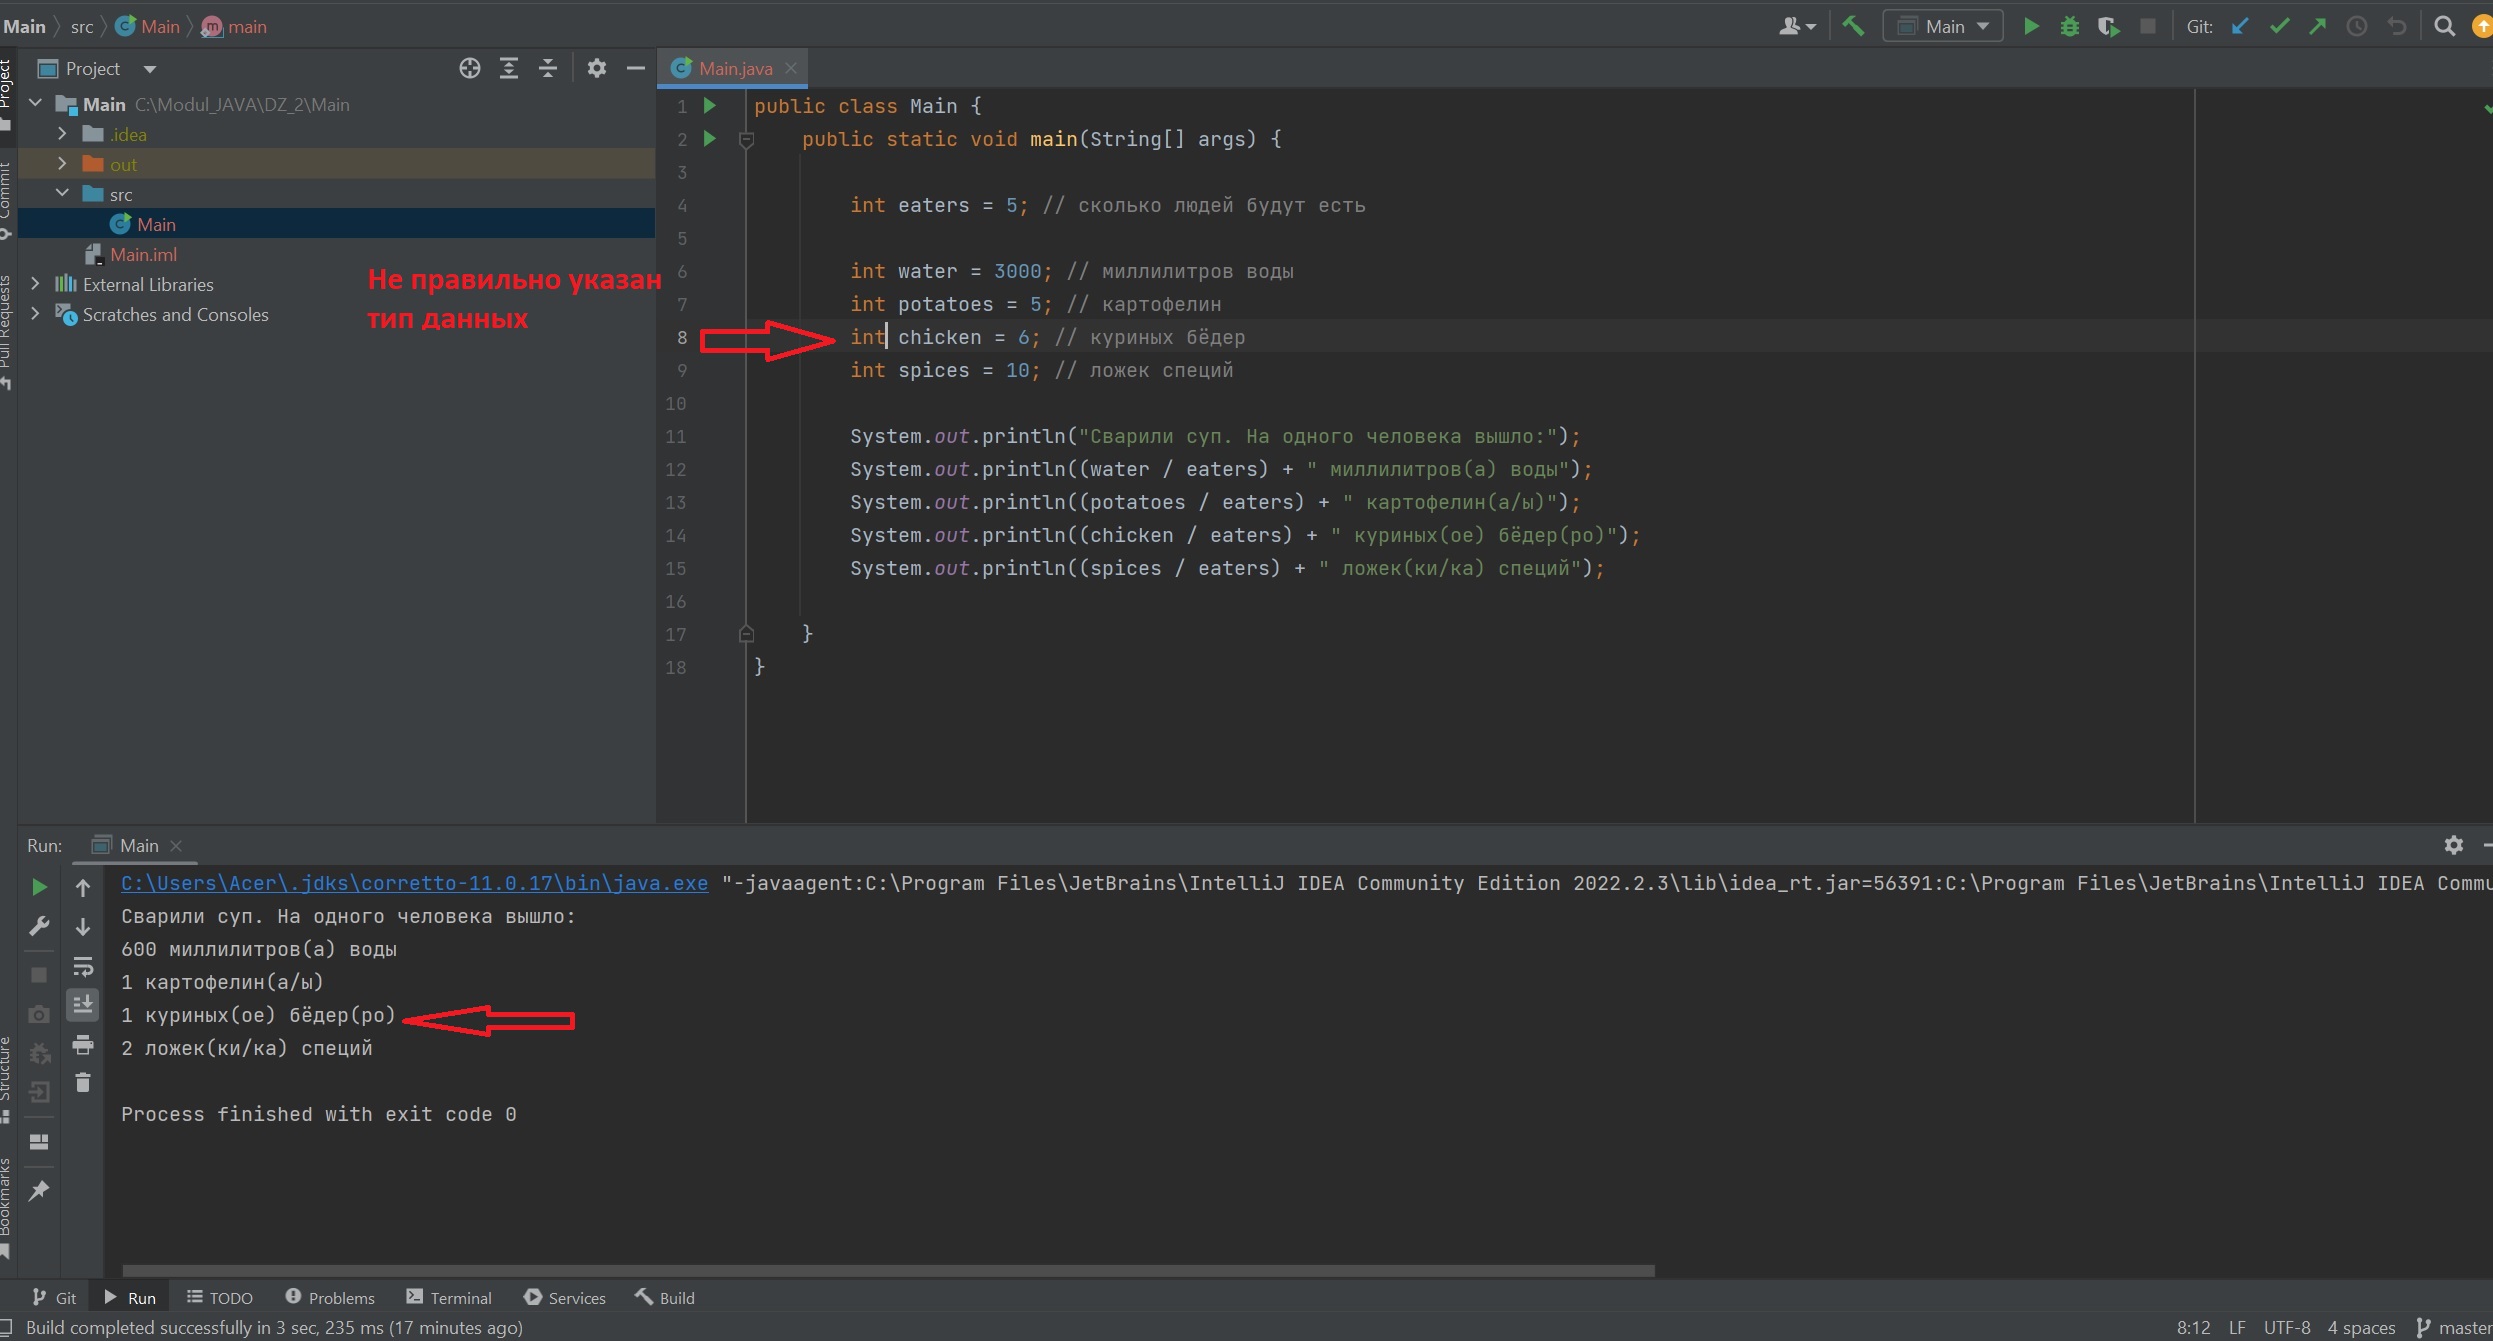 Main src Main main
Main Git:
Project
Project
Main.java
Main C:\Modul_JAVA\DZ_2\Main
.idea
out
src
Main
Main.iml
External Libraries
Scratches and Consoles
Commit
Pull Requests
Не правильно указан
тип данных
1 public class Main {
2 public static void main(String[] args) {
3
4 int eaters = 5; // сколько людей будут есть
5
6 int water = 3000; // миллилитров воды
7 int potatoes = 5; // картофелин
8 int chicken = 6; // куриных бёдер
9 int spices = 10; // ложек специй
10
11 System.out.println("Сварили суп. На одного человека вышло:");
12 System.out.println((water / eaters) + " миллилитров(а) воды");
13 System.out.println((potatoes / eaters) + " картофелин(а/ы)");
14 System.out.println((chicken / eaters) + " куриных(ое) бёдер(ро)");
15 System.out.println((spices / eaters) + " ложек(ки/ка) специй");
16
17 }
18 }
Run: Main
C:\Users\Acer\.jdks\corretto-11.0.17\bin\java.exe "-javaagent:C:\Program Files\JetBrains\IntelliJ IDEA Community Edition 2022.2.3\lib\idea_rt.jar=56391:C:\Program Files\JetBrains\IntelliJ IDEA Commu
Сварили суп. На одного человека вышло:
600 миллилитров(а) воды
1 картофелин(а/ы)
1 куриных(ое) бёдер(ро)
2 ложек(ки/ка) специй
Process finished with exit code 0
Structure
Bookmarks
Git Run TODO Problems Terminal Services Build
Build completed successfully in 3 sec, 235 ms (17 minutes ago)
8:12 LF UTF-8 4 spaces master